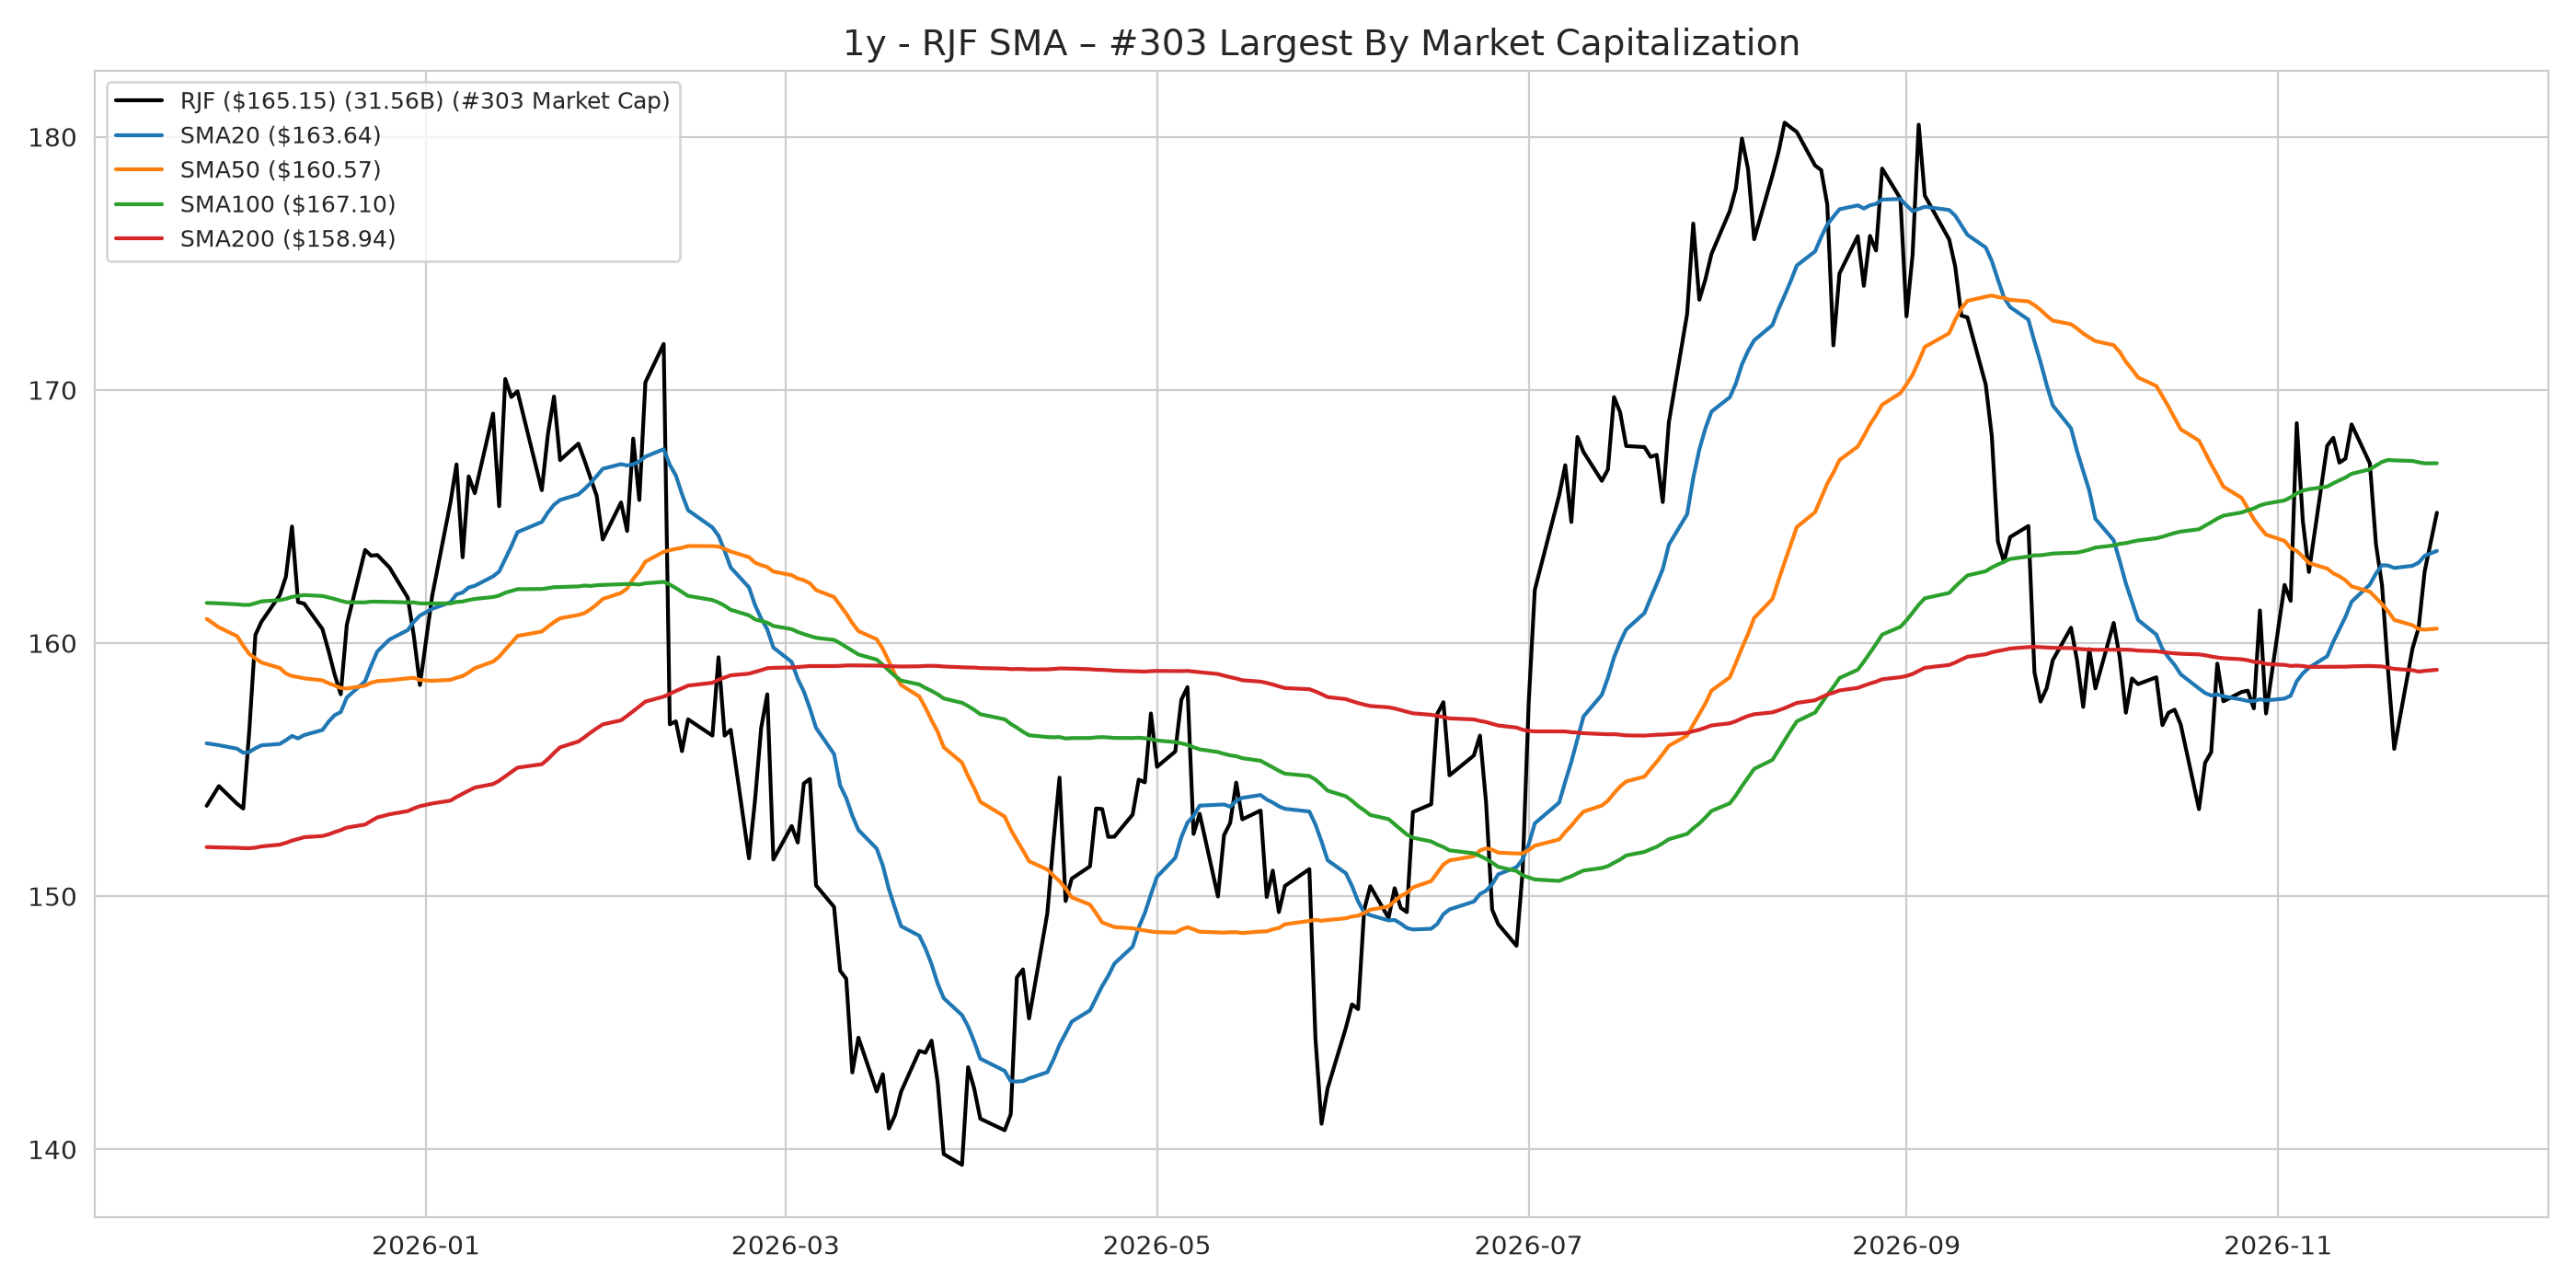 1y - RJF SMA – #303 Largest By Market Capitalization
RJF ($165.15) (31.56B) (#303 Market Cap)
SMA20 ($163.64)
SMA50 ($160.57)
SMA100 ($167.10)
SMA200 ($158.94)
180
170
160
150
140
2026-01
2026-03
2026-05
2026-07
2026-09
2026-11